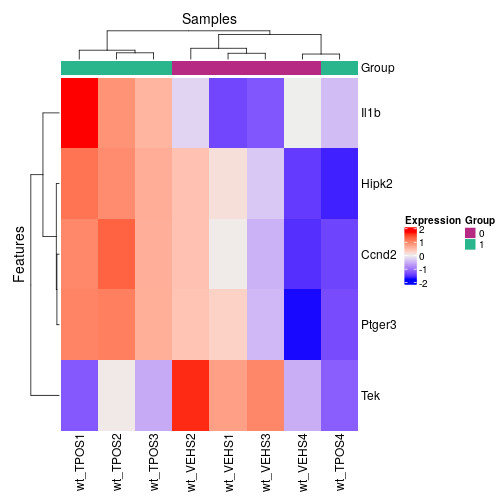 Samples
Group
Il1b
Hipk2
Ccnd2
Ptger3
Tek
Features
Expression
2
1
0
-1
-2
Group
0
1
wt_TPOS1
wt_TPOS2
wt_TPOS3
wt_VEHS2
wt_VEHS1
wt_VEHS3
wt_VEHS4
wt_TPOS4